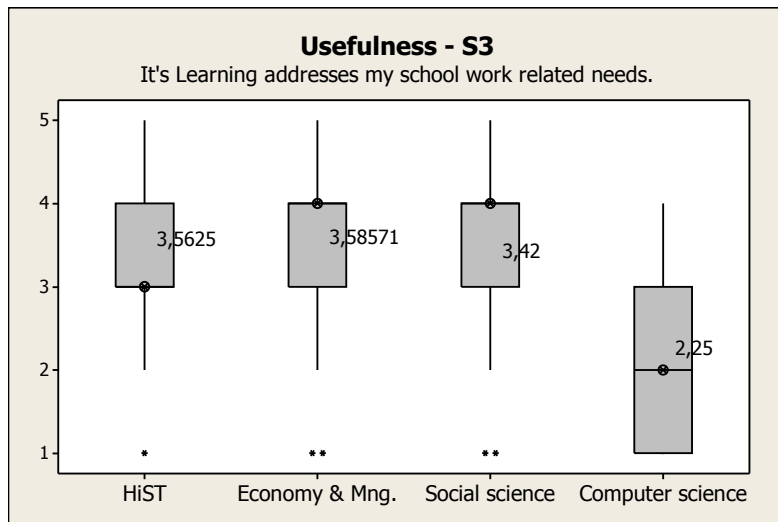 Usefulness - S3
It's Learning addresses my school work related needs.
5
4
3
2
1
3,5625
3,58571
3,42
2,25
HiST
Economy & Mng.
Social science
Computer science